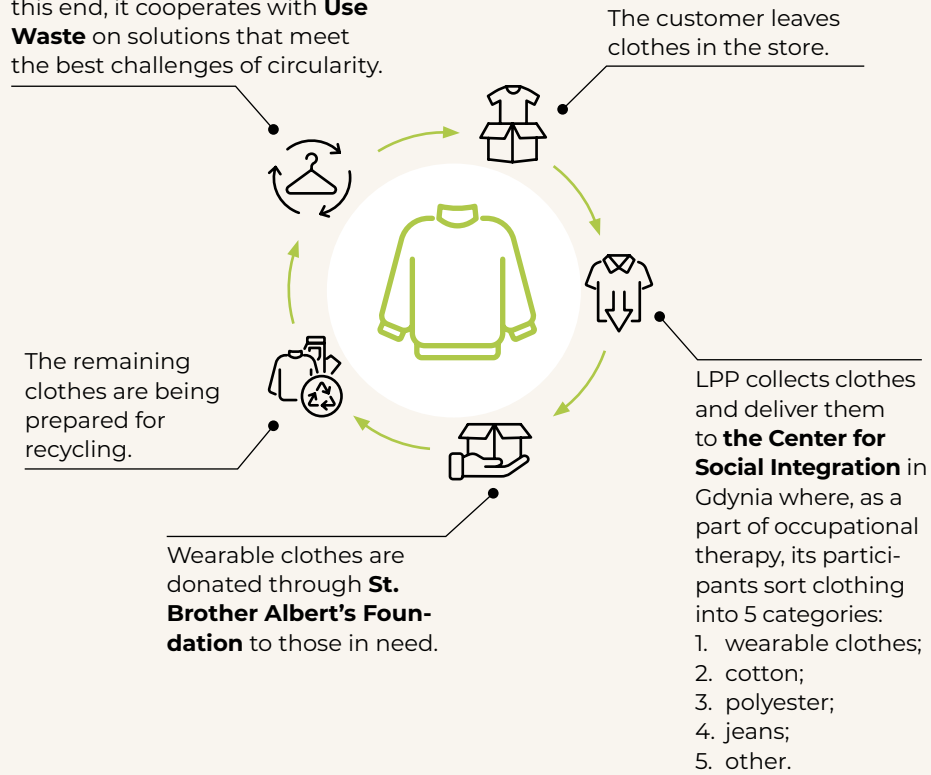 this end, it cooperates with Use
Waste on solutions that meet
the best challenges of circularity.
The customer leaves
clothes in the store.
LPP collects clothes
and deliver them
to the Center for
Social Integration in
Gdynia where, as a
part of occupational
therapy, its partici-
pants sort clothing
into 5 categories:
1. wearable clothes;
2. cotton;
3. polyester;
4. jeans;
5. other.
Wearable clothes are
donated through St.
Brother Albert's Foun-
dation to those in need.
The remaining
clothes are being
prepared for
recycling.